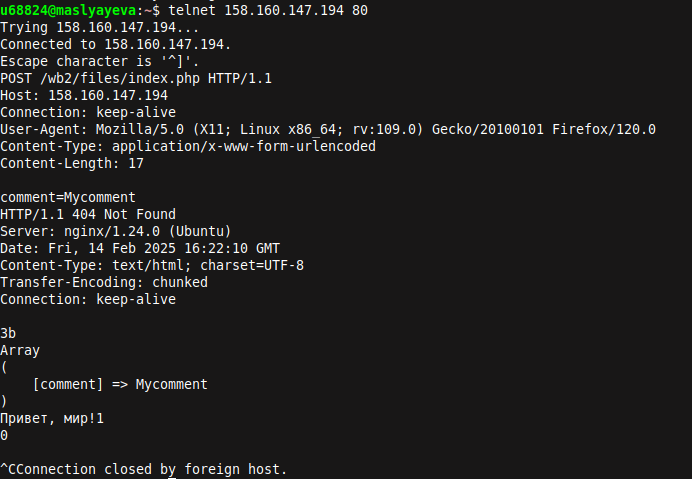 u68824@maslyayeva:~$ telnet 158.160.147.194 80
Trying 158.160.147.194...
Connected to 158.160.147.194.
Escape character is '^]'.
POST /wb2/files/index.php HTTP/1.1
Host: 158.160.147.194
Connection: keep-alive
User-Agent: Mozilla/5.0 (X11; Linux x86_64; rv:109.0) Gecko/20100101 Firefox/120.0
Content-Type: application/x-www-form-urlencoded
Content-Length: 17

comment=Mycomment
HTTP/1.1 404 Not Found
Server: nginx/1.24.0 (Ubuntu)
Date: Fri, 14 Feb 2025 16:22:10 GMT
Content-Type: text/html; charset=UTF-8
Transfer-Encoding: chunked
Connection: keep-alive

3b
Array
(
    [comment] => Mycomment
)
Привет, мир!1
0

^CConnection closed by foreign host.